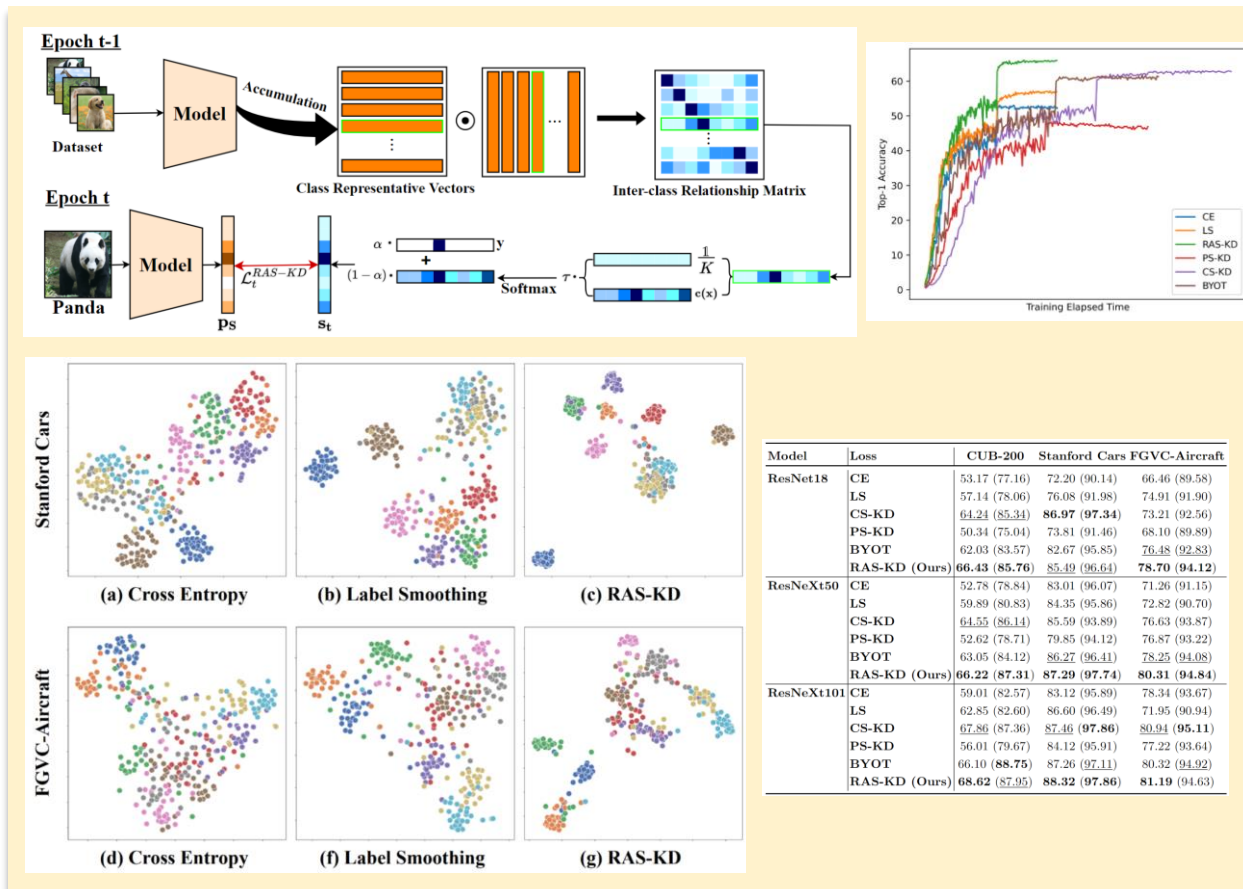 Epoch t-1
Dataset
Model
Accumulation
Class Representative Vectors
Inter-class Relationship Matrix
Epoch t
Panda
Model
p_S
L_t^{RAS-KD}
s_t
α · y
+
(1 − α) ·
Softmax
τ ·
1/K
c(x)
Top-1 Accuracy
60
50
40
30
20
10
0
CE
LS
RAS-KD
PS-KD
CS-KD
BYOT
Training Elapsed Time
Stanford Cars
(a) Cross Entropy (b) Label Smoothing (c) RAS-KD
FGVC-Aircraft
(d) Cross Entropy (f) Label Smoothing (g) RAS-KD
Model Loss CUB-200 Stanford Cars FGVC-Aircraft
ResNet18 CE 53.17 (77.16) 72.20 (90.14) 66.46 (89.58)
LS 57.14 (78.06) 76.08 (91.98) 74.91 (91.90)
CS-KD 64.24 (85.34) 86.97 (97.34) 73.21 (92.56)
PS-KD 50.34 (75.04) 73.81 (91.46) 68.10 (89.89)
BYOT 62.03 (83.57) 82.67 (95.85) 76.48 (92.83)
RAS-KD (Ours) 66.43 (85.76) 85.49 (96.64) 78.70 (94.12)
ResNeXt50 CE 52.78 (78.84) 83.01 (96.07) 71.26 (91.15)
LS 59.89 (80.83) 84.35 (95.86) 72.82 (90.70)
CS-KD 64.55 (86.14) 85.59 (93.89) 76.63 (93.87)
PS-KD 52.62 (78.71) 79.85 (94.12) 76.87 (93.22)
BYOT 63.05 (84.12) 86.27 (96.41) 78.25 (94.08)
RAS-KD (Ours) 66.22 (87.31) 87.29 (97.74) 80.31 (94.84)
ResNeXt101 CE 59.01 (82.57) 83.12 (95.89) 78.34 (93.67)
LS 62.85 (82.60) 86.60 (96.49) 71.95 (90.94)
CS-KD 67.86 (87.36) 87.46 (97.86) 80.94 (95.11)
PS-KD 56.01 (79.67) 84.12 (95.91) 77.22 (93.64)
BYOT 66.10 (88.75) 87.26 (97.11) 80.32 (94.92)
RAS-KD (Ours) 68.62 (87.95) 88.32 (97.86) 81.19 (94.63)